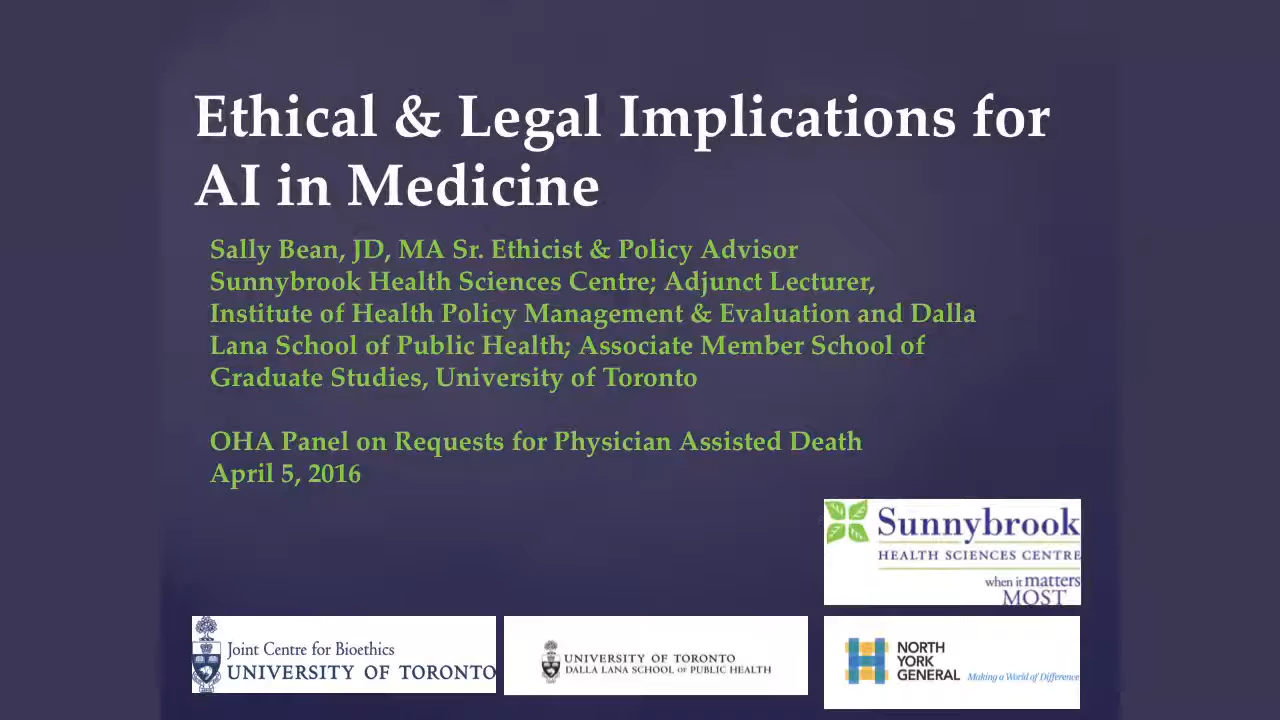 Ethical & Legal Implications for
AI in Medicine
Sally Bean, JD, MA Sr. Ethicist & Policy Advisor
Sunnybrook Health Sciences Centre; Adjunct Lecturer,
Institute of Health Policy Management & Evaluation and Dalla
Lana School of Public Health; Associate Member School of
Graduate Studies, University of Toronto
OHA Panel on Requests for Physician Assisted Death
April 5, 2016
Sunnybrook
HEALTH SCIENCES CENTRE
when it matters
MOST
Joint Centre for Bioethics
UNIVERSITY OF TORONTO
UNIVERSITY OF TORONTO
DALLA LANA SCHOOL OF PUBLIC HEALTH
NORTH
YORK
GENERAL Making a World of Difference